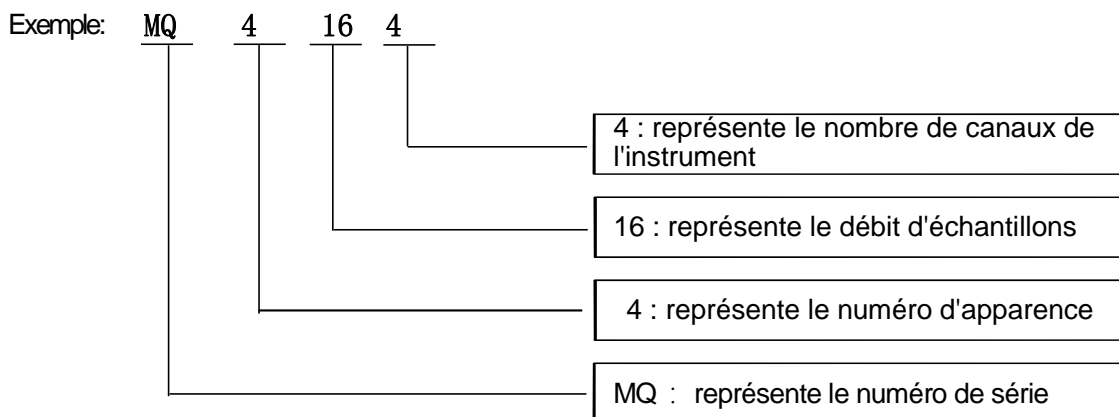 Exemple: MQ 4 16 4
4 : représente le nombre de canaux de
l'instrument
16 : représente le débit d'échantillons
4 : représente le numéro d'apparence
MQ : représente le numéro de série